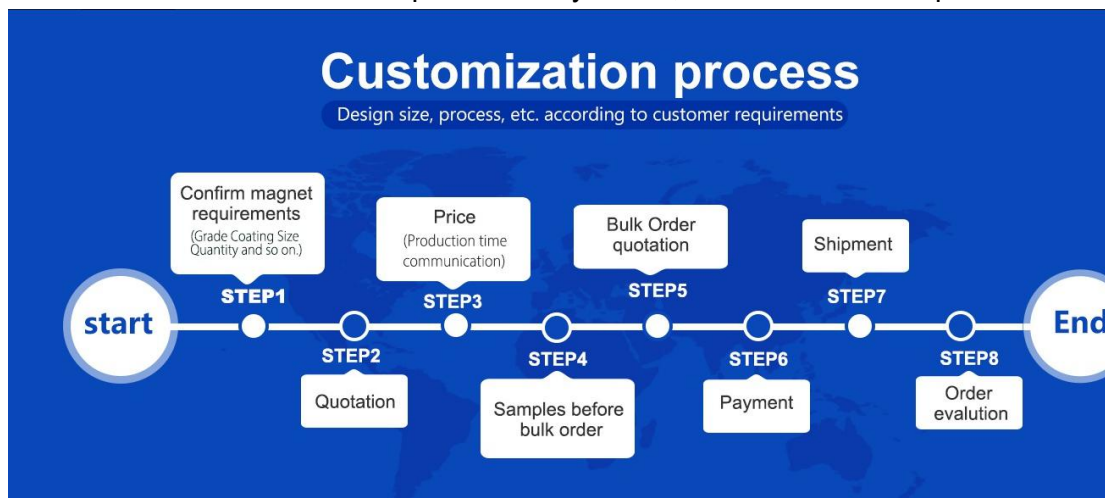 Customization process
Design size, process, etc. according to customer requirements
Confirm magnet
requirements
(Grade Coating Size
Quantity and so on.)
Price
(Production time
communication)
Bulk Order
quotation
Shipment
STEP1
STEP3
STEP5
STEP7
start
End
STEP2
STEP4
STEP6
STEP8
Quotation
Samples before
bulk order
Payment
Order
evalution